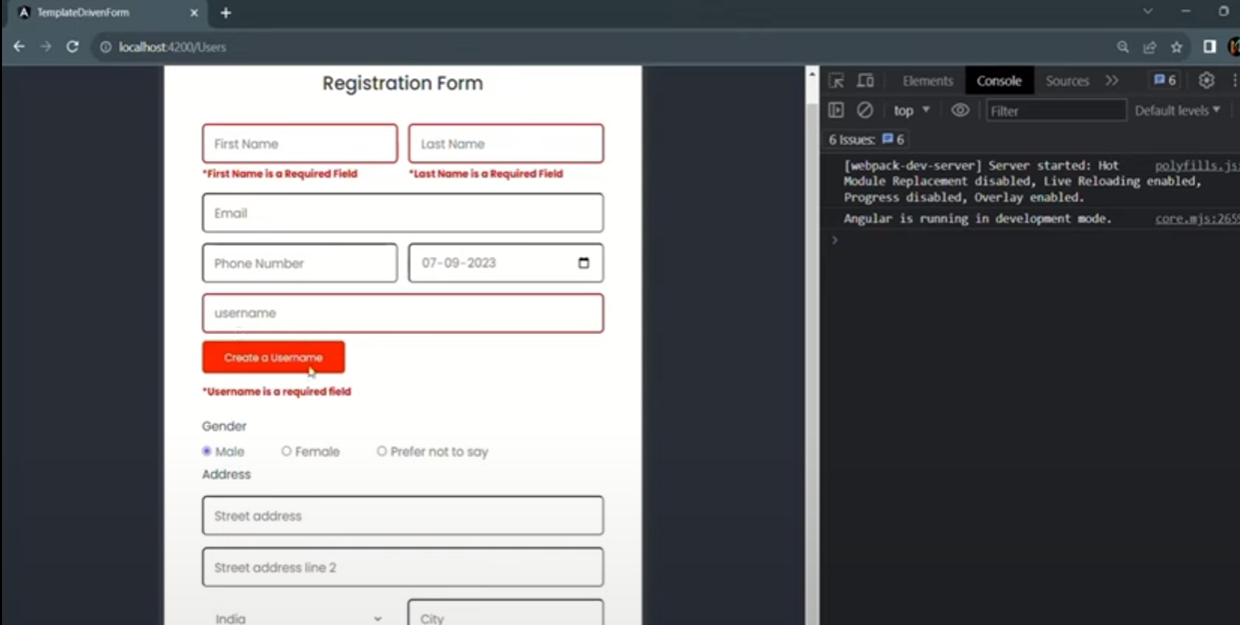 TemplateDrivenForm
localhost:4200/Users
Registration Form
First Name
Last Name
*First Name is a Required Field
*Last Name is a Required Field
Email
Phone Number
07-09-2023
username
Create a Username
*Username is a required field
Gender
Male
Female
Prefer not to say
Address
Street address
Street address line 2
India
City
Elements
Console
Sources
6
top
Filter
Default levels
6 Issues: 6
[webpack-dev-server] Server started: Hot polyfills.js:
Module Replacement disabled, Live Reloading enabled,
Progress disabled, Overlay enabled.
Angular is running in development mode. core.mjs:2659